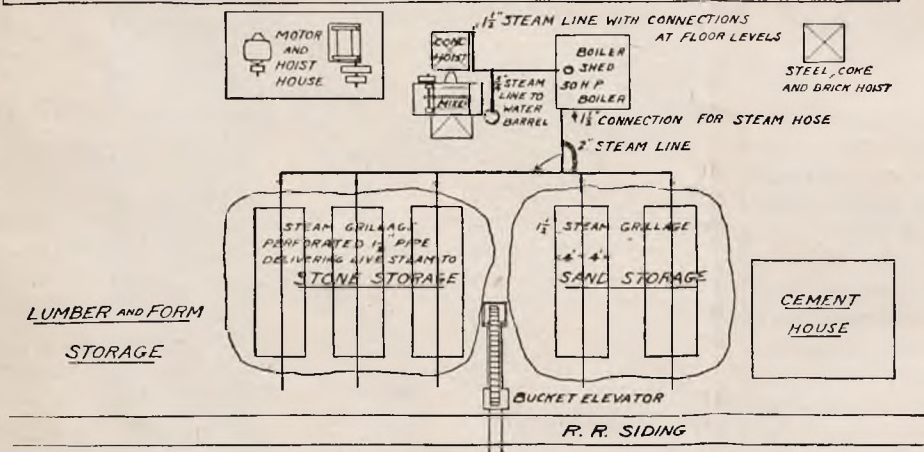 MOTOR
AND
HOIST
HOUSE
CONC
HOIST
MIXER
1½" STEAM LINE WITH CONNECTIONS
AT FLOOR LEVELS
STEAM
LINE TO
WATER
BARREL
BOILER
SHED
30 H P
BOILER
STEEL, COKE
AND BRICK HOIST
1½" CONNECTION FOR STEAM HOSE
2" STEAM LINE
STEAM GRILLAGS
PERFORATED 1½" PIPE
DELIVERING LIVE STEAM TO
STONE STORAGE
1½" STEAM GRILLAGE
4' 4'
SAND STORAGE
LUMBER AND FORM
STORAGE
CEMENT
HOUSE
BUCKET ELEVATOR
R. R. SIDING